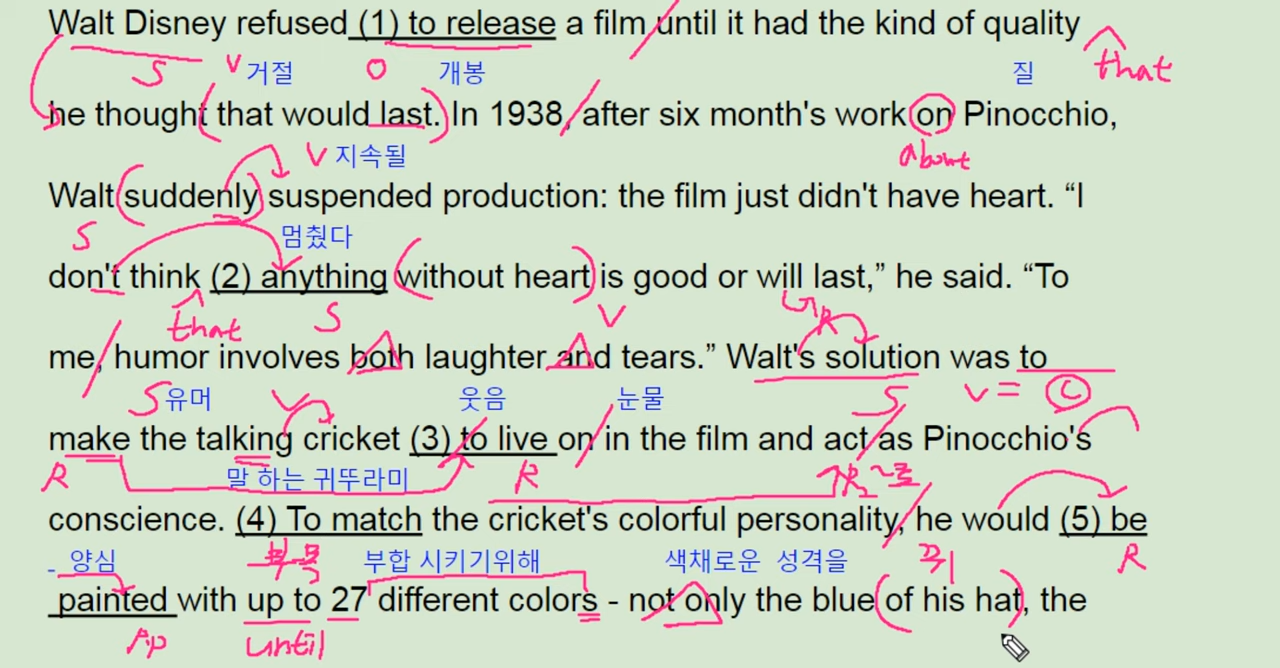 Walt Disney refused (1) to release a film until it had the kind of quality
S V 거절 O 개봉 질 that
he thought that would last. In 1938, after six month's work on Pinocchio,
V 지속될 about
Walt suddenly suspended production: the film just didn't have heart. “I
S 멈췄다
don't think (2) anything without heart is good or will last,” he said. “To
that S V
me, humor involves both laughter and tears.” Walt's solution was to
S 유머 V 웃음 눈물 S V = C
make the talking cricket (3) to live on in the film and act as Pinocchio's
R 말 하는 귀뚜라미 R R2 ~로
conscience. (4) To match the cricket's colorful personality, he would (5) be
양심 부·목 부합 시키기위해 색채로운 성격을 R
painted with up to 27 different colors - not only the blue of his hat, the
p.p until